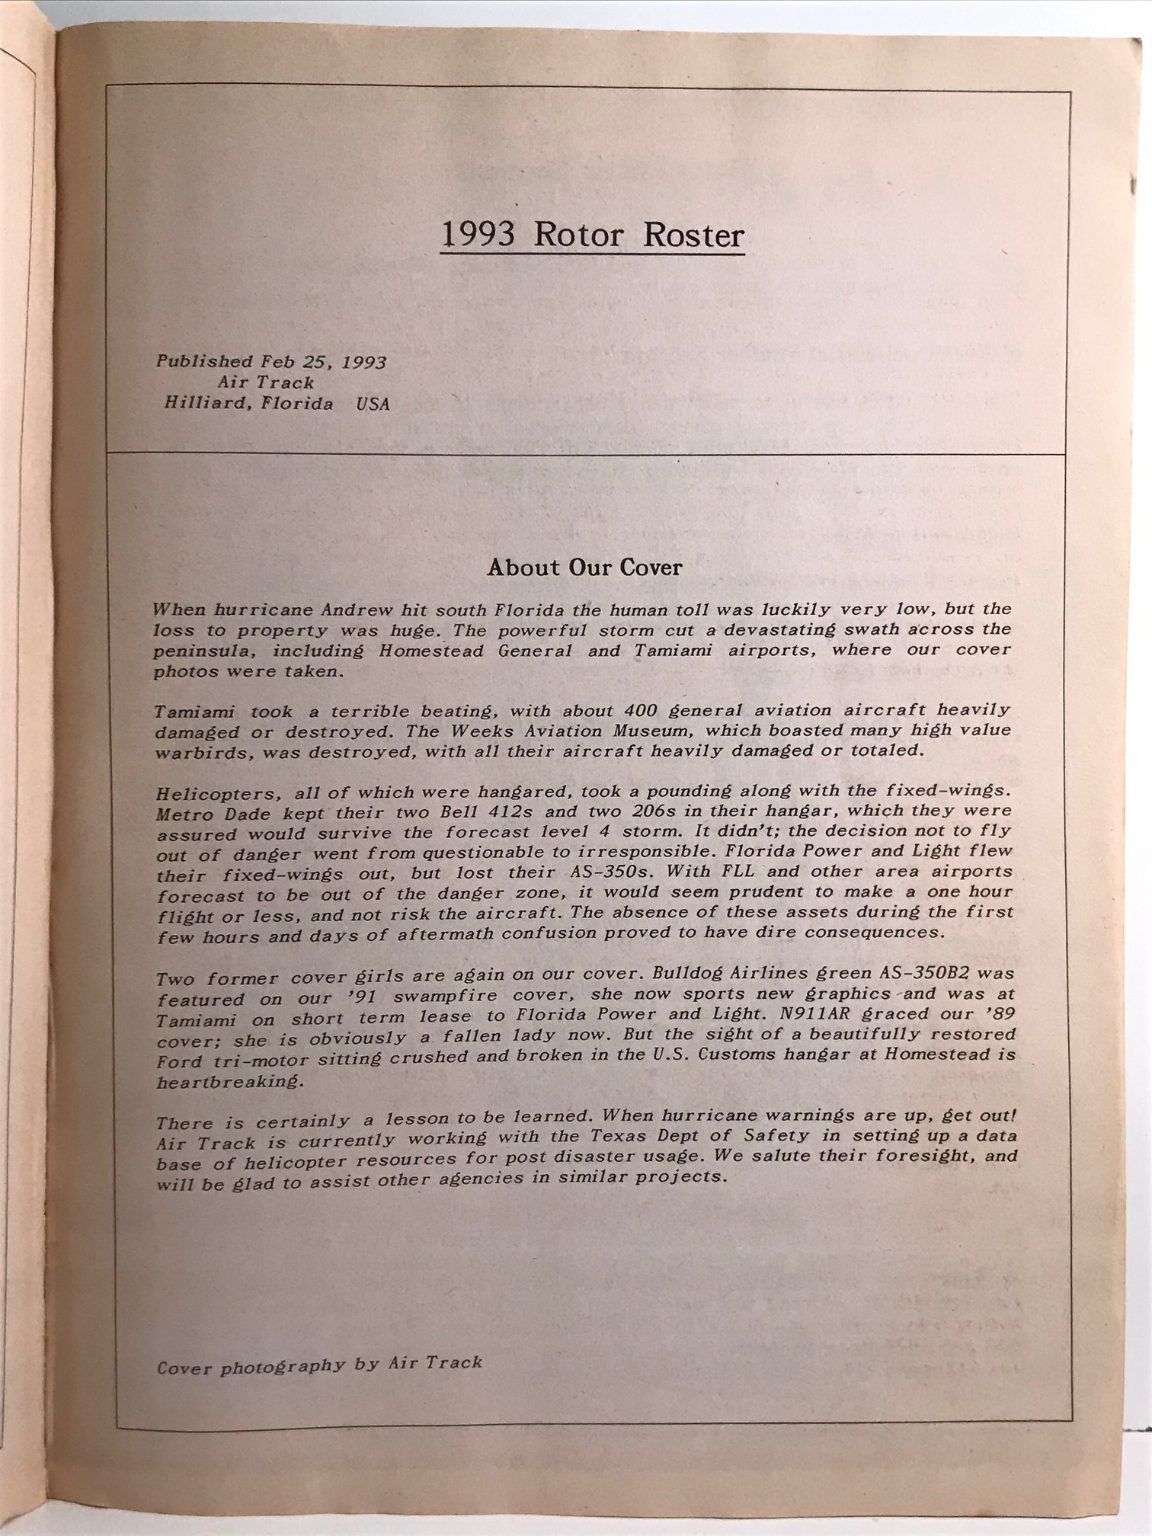 1993 Rotor Roster
Published Feb 25, 1993
Air Track
Hilliard, Florida USA
About Our Cover
When hurricane Andrew hit south Florida the human toll was luckily very low, but the
loss to property was huge. The powerful storm cut a devastating swath across the
peninsula, including Homestead General and Tamiami airports, where our cover
photos were taken.
Tamiami took a terrible beating, with about 400 general aviation aircraft heavily
damaged or destroyed. The Weeks Aviation Museum, which boasted many high value
warbirds, was destroyed, with all their aircraft heavily damaged or totaled.
Helicopters, all of which were hangared, took a pounding along with the fixed-wings.
Metro Dade kept their two Bell 412s and two 206s in their hangar, which they were
assured would survive the forecast level 4 storm. It didn't; the decision not to fly
out of danger went from questionable to irresponsible. Florida Power and Light flew
their fixed-wings out, but lost their AS-350s. With FLL and other area airports
forecast to be out of the danger zone, it would seem prudent to make a one hour
flight or less, and not risk the aircraft. The absence of these assets during the first
few hours and days of aftermath confusion proved to have dire consequences.
Two former cover girls are again on our cover. Bulldog Airlines green AS-350B2 was
featured on our '91 swampfire cover, she now sports new graphics and was at
Tamiami on short term lease to Florida Power and Light. N911AR graced our '89
cover; she is obviously a fallen lady now. But the sight of a beautifully restored
Ford tri-motor sitting crushed and broken in the U.S. Customs hangar at Homestead is
heartbreaking.
There is certainly a lesson to be learned. When hurricane warnings are up, get out!
Air Track is currently working with the Texas Dept of Safety in setting up a data
base of helicopter resources for post disaster usage. We salute their foresight, and
will be glad to assist other agencies in similar projects.
Cover photography by Air Track